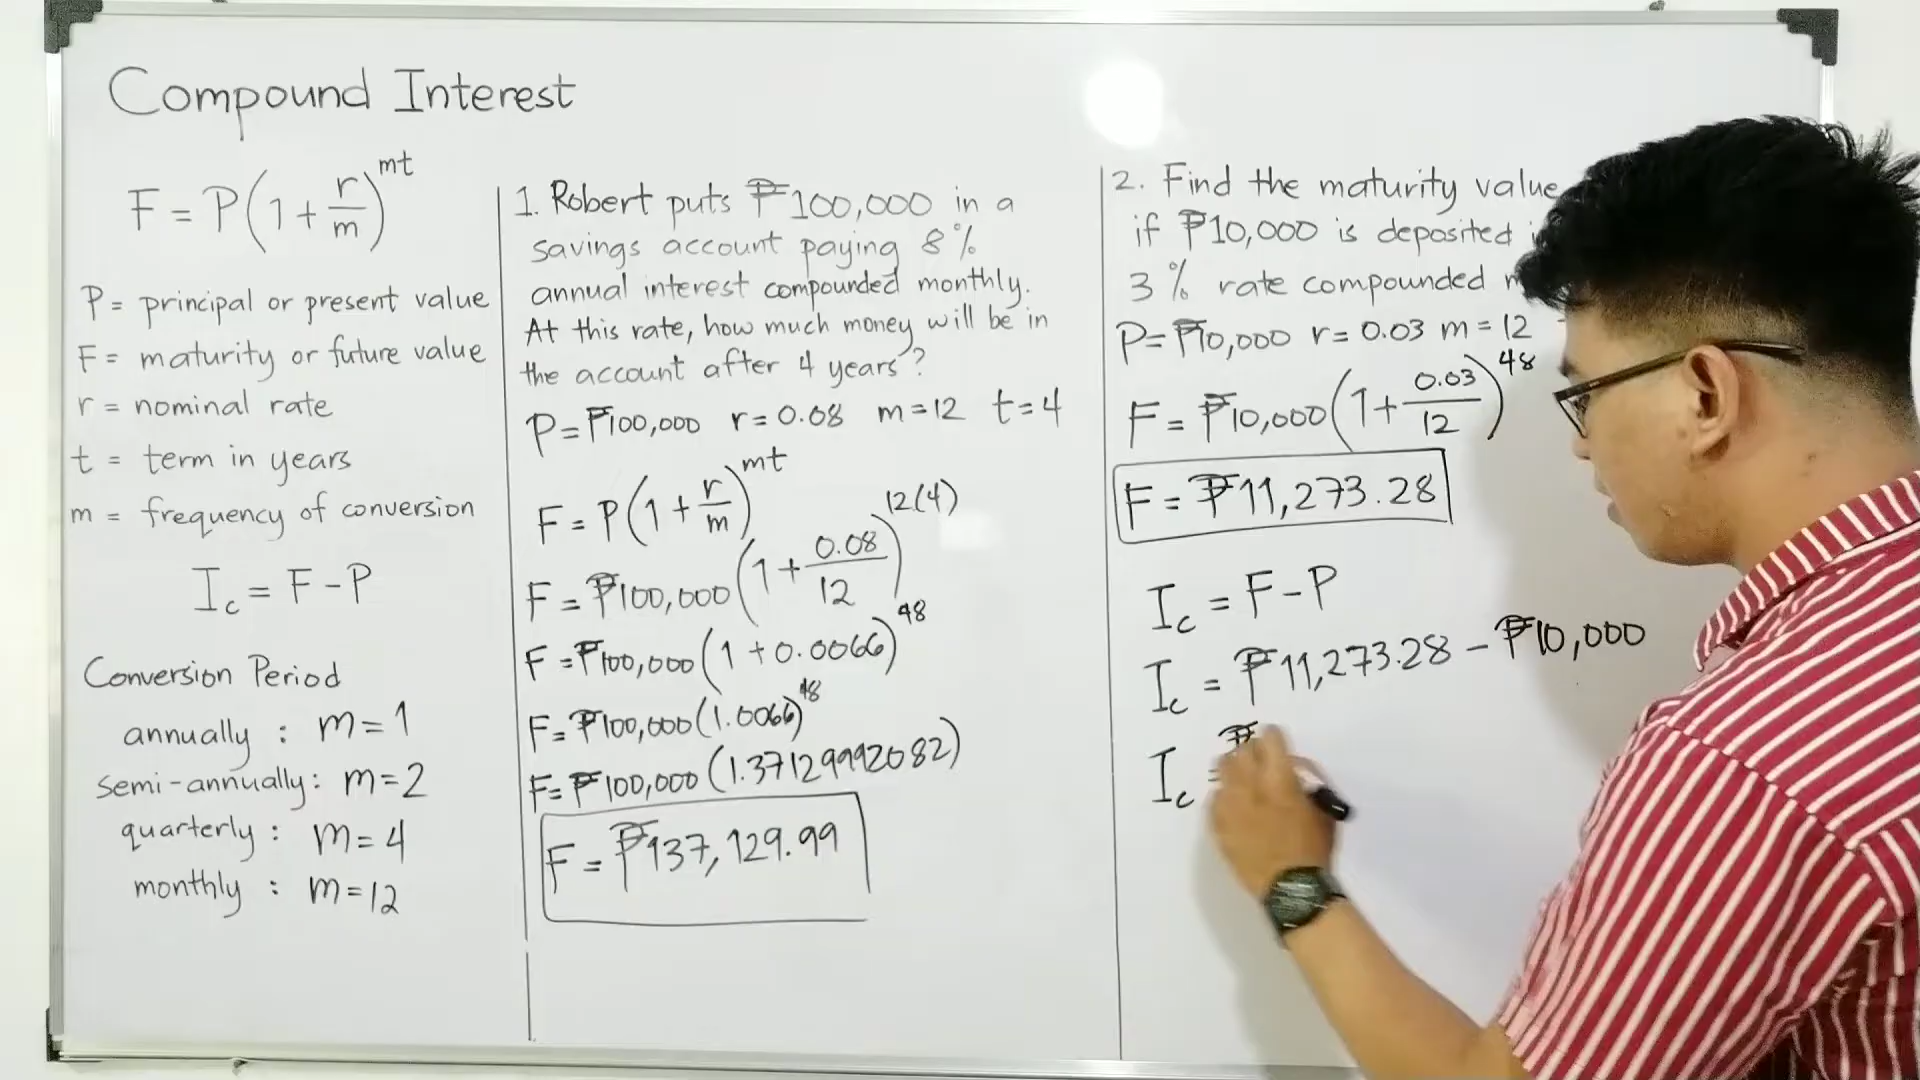 Compound Interest
F = P(1 + r/m)^mt
P = principal or present value
F = maturity or future value
r = nominal rate
t = term in years
m = frequency of conversion
Ic = F - P
Conversion Period
annually : m = 1
semi-annually : m = 2
quarterly : m = 4
monthly : m = 12
1. Robert puts ₱100,000 in a
savings account paying 8%
annual interest compounded monthly.
At this rate, how much money will be in
the account after 4 years?
P = ₱100,000 r = 0.08 m = 12 t = 4
F = P(1 + r/m)^mt
F = ₱100,000(1 + 0.08/12)^12(4)
F = ₱100,000(1 + 0.0066)^48
F = ₱100,000(1.0066)^48
F = ₱100,000(1.37129992082)
F = ₱137,129.99
2. Find the maturity value
if ₱10,000 is deposited
3% rate compounded
P = ₱10,000 r = 0.03 m = 12
F = ₱10,000(1 + 0.03/12)^48
F = ₱11,273.28
Ic = F - P
Ic = ₱11,273.28 - ₱10,000
Ic = ₱